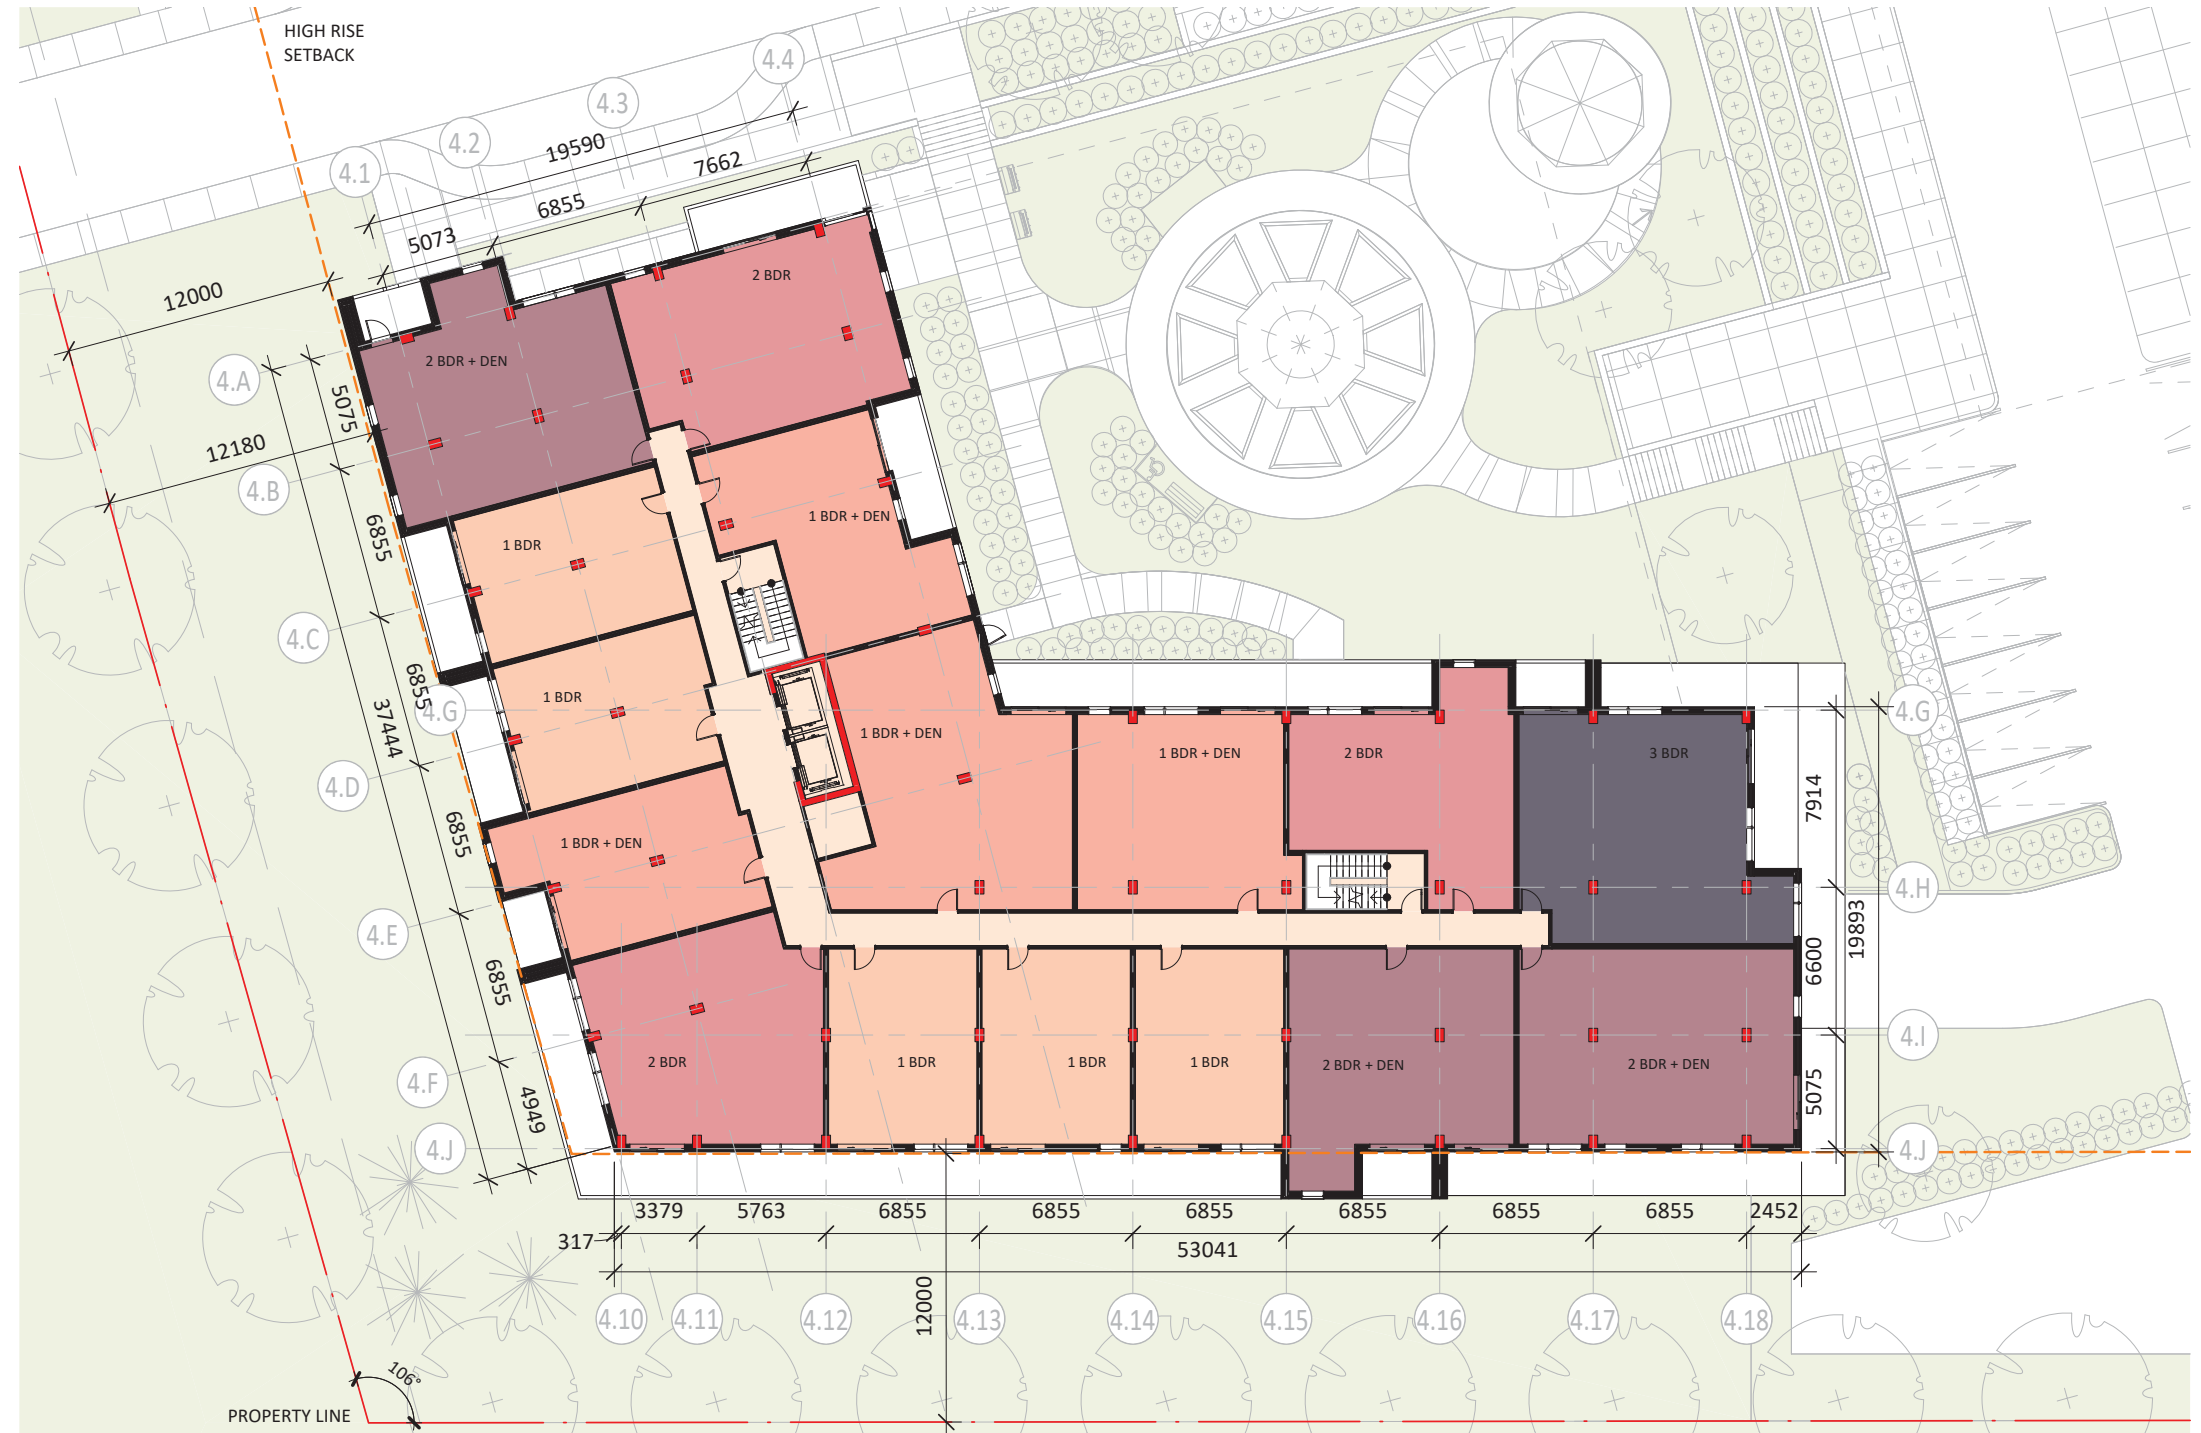 HIGH RISE
SETBACK
4.4
4.3
4.2
4.1
19590
7662
6855
5073
12000
12180
2 BDR
2 BDR + DEN
4.A
5075
4.B
6855
1 BDR
1 BDR + DEN
4.C
6855
1 BDR
4.G
37444
1 BDR + DEN
1 BDR + DEN
2 BDR
3 BDR
4.G
4.D
6855
7914
1 BDR + DEN
4.H
4.E
19893
6600
6855
4.I
2 BDR
1 BDR
1 BDR
1 BDR
2 BDR + DEN
2 BDR + DEN
4.F
5075
4949
4.J
4.J
3379
5763
6855
6855
6855
6855
6855
6855
2452
317
53041
12000
4.10
4.11
4.12
4.13
4.14
4.15
4.16
4.17
4.18
106°
PROPERTY LINE